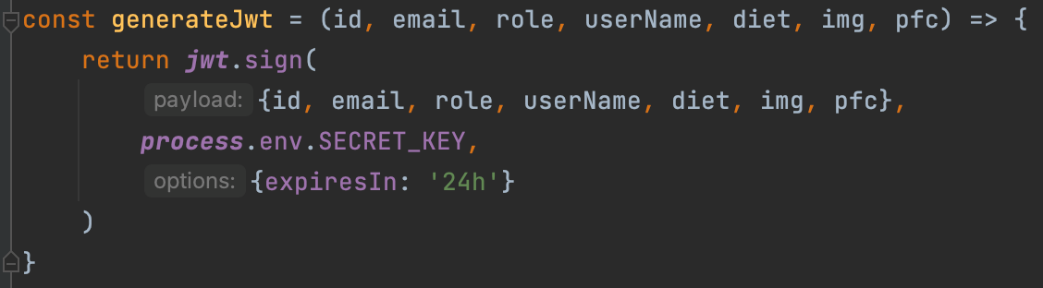 const generateJwt = (id, email, role, userName, diet, img, pfc) => {
return jwt.sign(
payload: {id, email, role, userName, diet, img, pfc},
process.env.SECRET_KEY,
options: {expiresIn: '24h'}
)
}